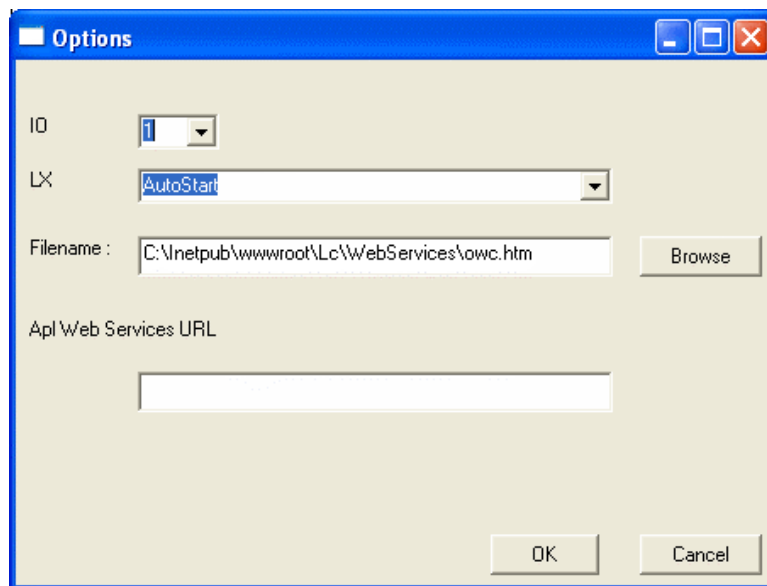 Options
IO 1
LX AutoStart
Filename : C:\Inetpub\wwwroot\Lc\WebServices\owc.htm Browse
Apl Web Services URL
OK Cancel